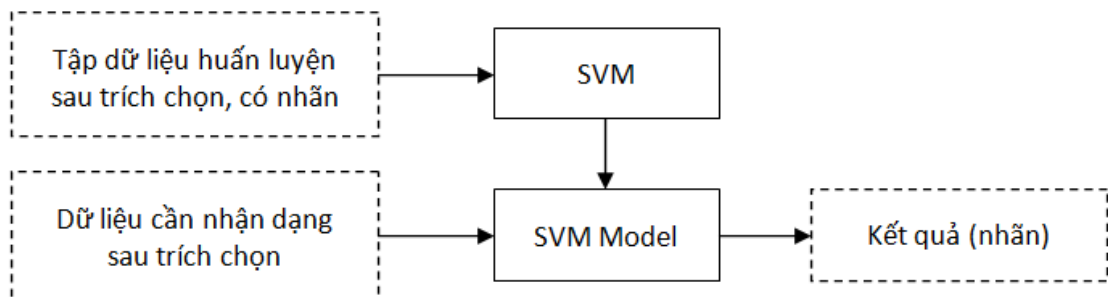 Tập dữ liệu huấn luyện
sau trích chọn, có nhãn
SVM
Dữ liệu cần nhận dạng
sau trích chọn
SVM Model
Kết quả (nhãn)